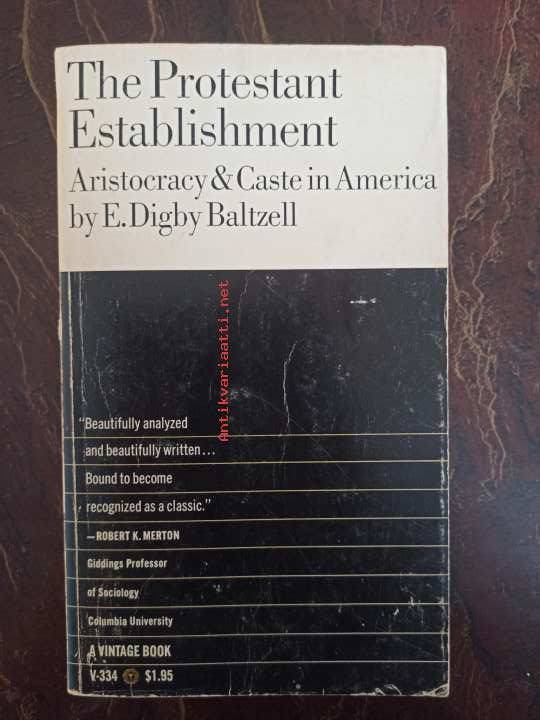 The Protestant
Establishment
Aristocracy & Caste in America
by E. Digby Baltzell
Antikvariaatti.net
“Beautifully analyzed
and beautifully written...
Bound to become
recognized as a classic.”
—ROBERT K. MERTON
Giddings Professor
of Sociology
Columbia University
A VINTAGE BOOK
V-334 $1.95